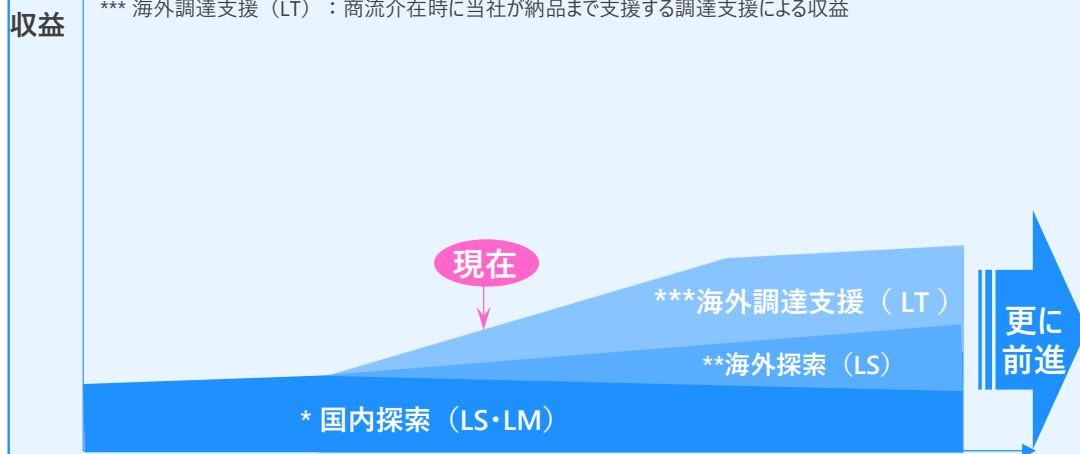 *** 海外調達支援（LT）：商流介在時に当社が納品まで支援する調達支援による収益
収益
現在
***海外調達支援（ LT ）
更に
前進
**海外探索（LS）
* 国内探索（LS･LM）